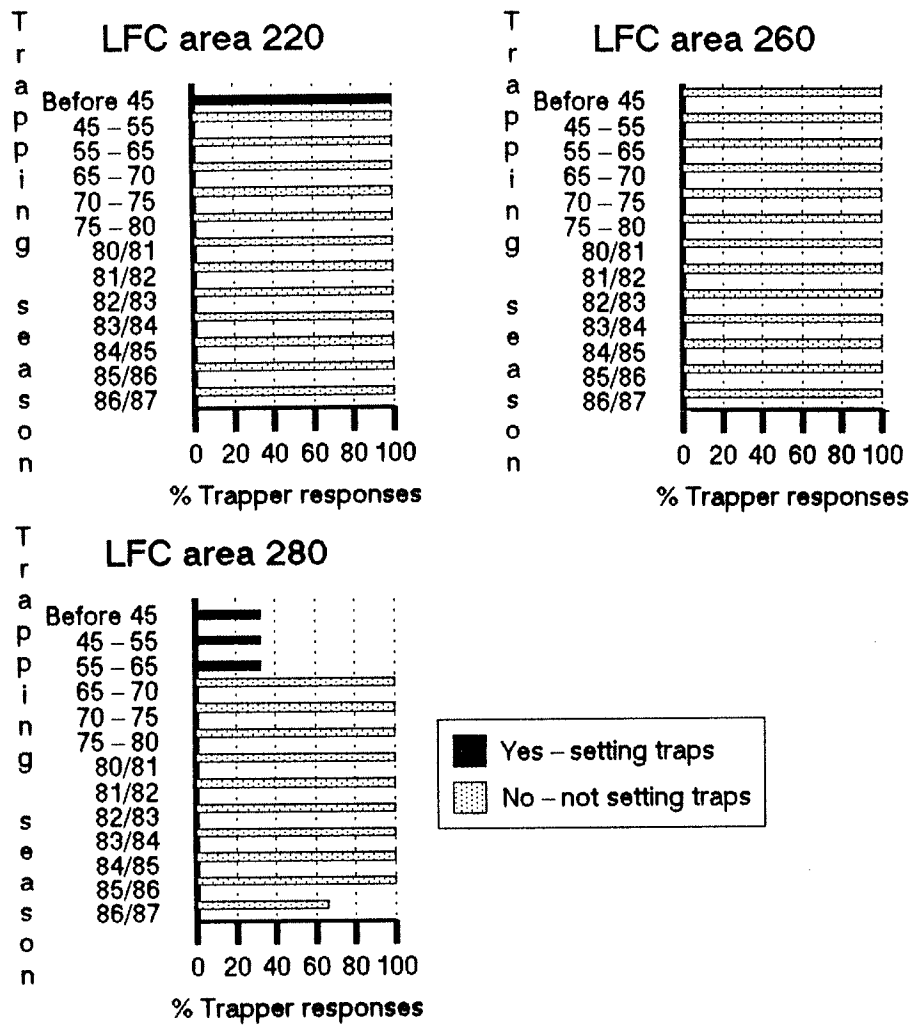 LFC area 220
Trapping season
Before 45
45 – 55
55 – 65
65 – 70
70 – 75
75 – 80
80/81
81/82
82/83
83/84
84/85
85/86
86/87
0 20 40 60 80 100
% Trapper responses
LFC area 260
Trapping season
Before 45
45 – 55
55 – 65
65 – 70
70 – 75
75 – 80
80/81
81/82
82/83
83/84
84/85
85/86
86/87
0 20 40 60 80 100
% Trapper responses
LFC area 280
Trapping season
Before 45
45 – 55
55 – 65
65 – 70
70 – 75
75 – 80
80/81
81/82
82/83
83/84
84/85
85/86
86/87
0 20 40 60 80 100
% Trapper responses
Yes – setting traps
No – not setting traps